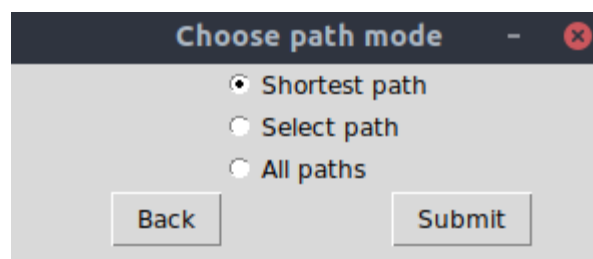 Choose path mode
Shortest path
Select path
All paths
Back Submit